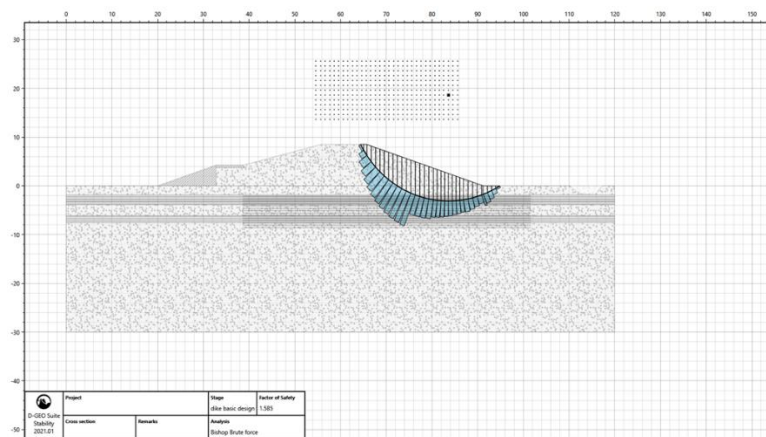 0 10 20 30 40 50 60 70 80 90 100 110 120 130 140 150
30
20
10
0
-10
-20
-30
-40
-50
D-GEO Suite
Stability
2021.01
Project
Stage
Factor of Safety
dike basic design
1.585
Cross section
Remarks
Analysis
Bishop Brute force